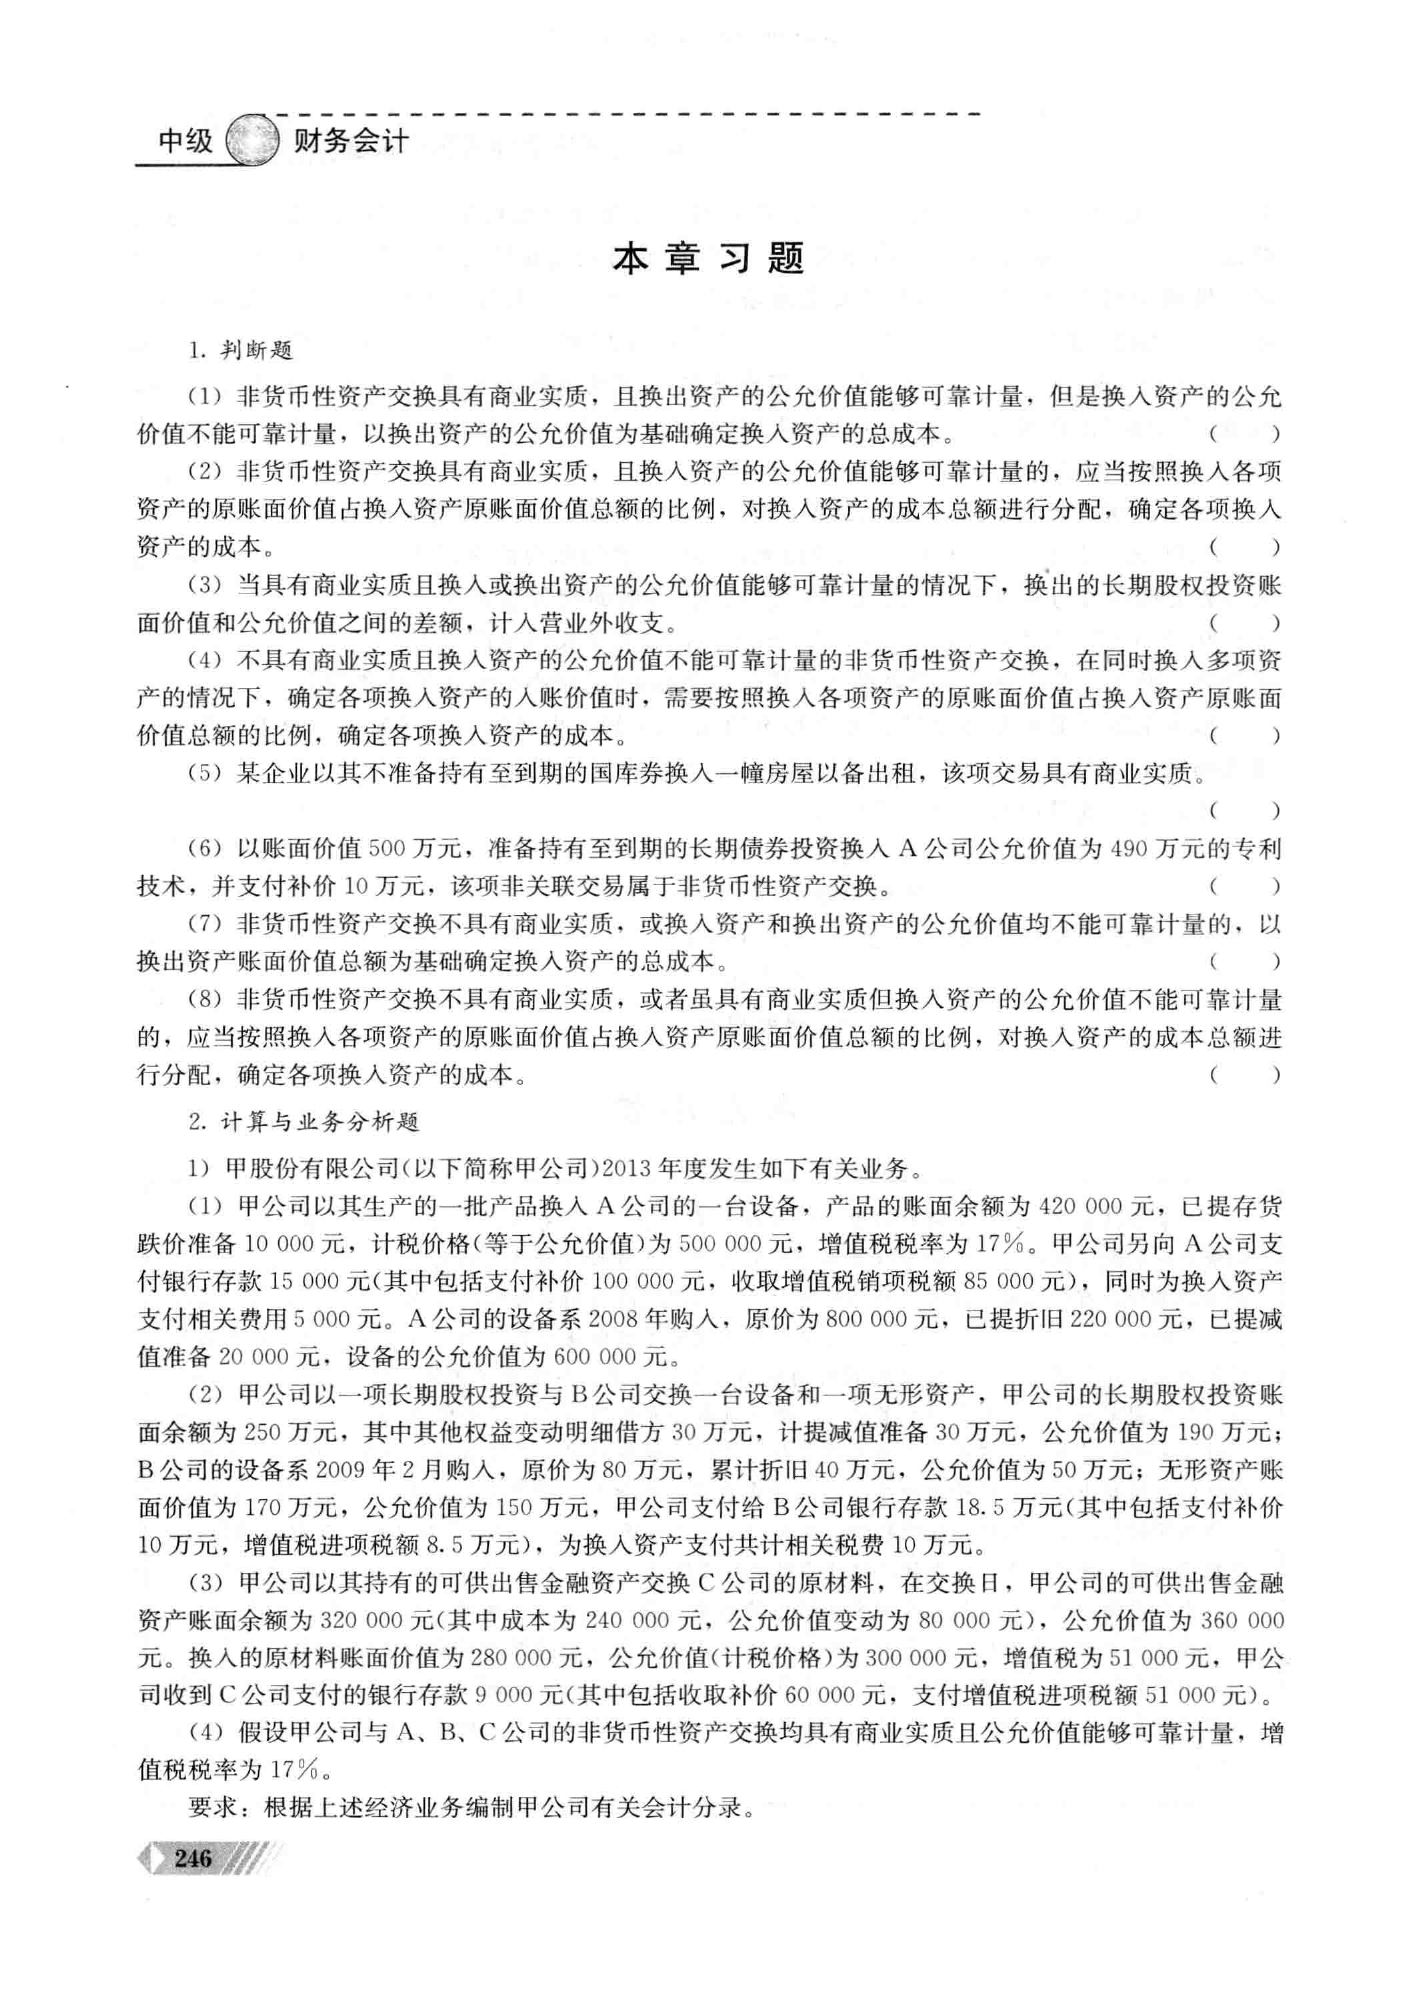 中级 财务会计
本章习题
1. 判断题
(1) 非货币性资产交换具有商业实质，且换出资产的公允价值能够可靠计量，但是换入资产的公允
价值不能可靠计量，以换出资产的公允价值为基础确定换入资产的总成本。 (　　)
(2) 非货币性资产交换具有商业实质，且换入资产的公允价值能够可靠计量的，应当按照换入各项
资产的原账面价值占换入资产原账面价值总额的比例，对换入资产的成本总额进行分配，确定各项换入
资产的成本。 (　　)
(3) 当具有商业实质且换入或换出资产的公允价值能够可靠计量的情况下，换出的长期股权投资账
面价值和公允价值之间的差额，计入营业外收支。 (　　)
(4) 不具有商业实质且换入资产的公允价值不能可靠计量的非货币性资产交换，在同时换入多项资
产的情况下，确定各项换入资产的入账价值时，需要按照换入各项资产的原账面价值占换入资产原账面
价值总额的比例，确定各项换入资产的成本。 (　　)
(5) 某企业以其不准备持有至到期的国库券换入一幢房屋以备出租，该项交易具有商业实质。
(　　)
(6) 以账面价值 500 万元，准备持有至到期的长期债券投资换入 A 公司公允价值为 490 万元的专利
技术，并支付补价 10 万元，该项非关联交易属于非货币性资产交换。 (　　)
(7) 非货币性资产交换不具有商业实质，或换入资产和换出资产的公允价值均不能可靠计量的，以
换出资产账面价值总额为基础确定换入资产的总成本。 (　　)
(8) 非货币性资产交换不具有商业实质，或者虽具有商业实质但换入资产的公允价值不能可靠计量
的，应当按照换入各项资产的原账面价值占换入资产原账面价值总额的比例，对换入资产的成本总额进
行分配，确定各项换入资产的成本。 (　　)
2. 计算与业务分析题
1) 甲股份有限公司(以下简称甲公司)2013 年度发生如下有关业务。
(1) 甲公司以其生产的一批产品换入 A 公司的一台设备，产品的账面余额为 420 000 元，已提存货
跌价准备 10 000 元，计税价格(等于公允价值)为 500 000 元，增值税税率为 17%。甲公司另向 A 公司支
付银行存款 15 000 元(其中包括支付补价 100 000 元，收取增值税销项税额 85 000 元)，同时为换入资产
支付相关费用 5 000 元。A 公司的设备系 2008 年购入，原价为 800 000 元，已提折旧 220 000 元，已提减
值准备 20 000 元，设备的公允价值为 600 000 元。
(2) 甲公司以一项长期股权投资与 B 公司交换一台设备和一项无形资产，甲公司的长期股权投资账
面余额为 250 万元，其中其他权益变动明细借方 30 万元，计提减值准备 30 万元，公允价值为 190 万元；
B 公司的设备系 2009 年 2 月购入，原价为 80 万元，累计折旧 40 万元，公允价值为 50 万元；无形资产账
面价值为 170 万元，公允价值为 150 万元，甲公司支付给 B 公司银行存款 18.5 万元(其中包括支付补价
10 万元，增值税进项税额 8.5 万元)，为换入资产支付共计相关税费 10 万元。
(3) 甲公司以其持有的可供出售金融资产交换 C 公司的原材料，在交换日，甲公司的可供出售金融
资产账面余额为 320 000 元(其中成本为 240 000 元，公允价值变动为 80 000 元)，公允价值为 360 000
元。换入的原材料账面价值为 280 000 元，公允价值(计税价格)为 300 000 元，增值税为 51 000 元，甲公
司收到 C 公司支付的银行存款 9 000 元(其中包括收取补价 60 000 元，支付增值税进项税额 51 000 元)。
(4) 假设甲公司与 A、B、C 公司的非货币性资产交换均具有商业实质且公允价值能够可靠计量，增
值税税率为 17%。
要求：根据上述经济业务编制甲公司有关会计分录。
246